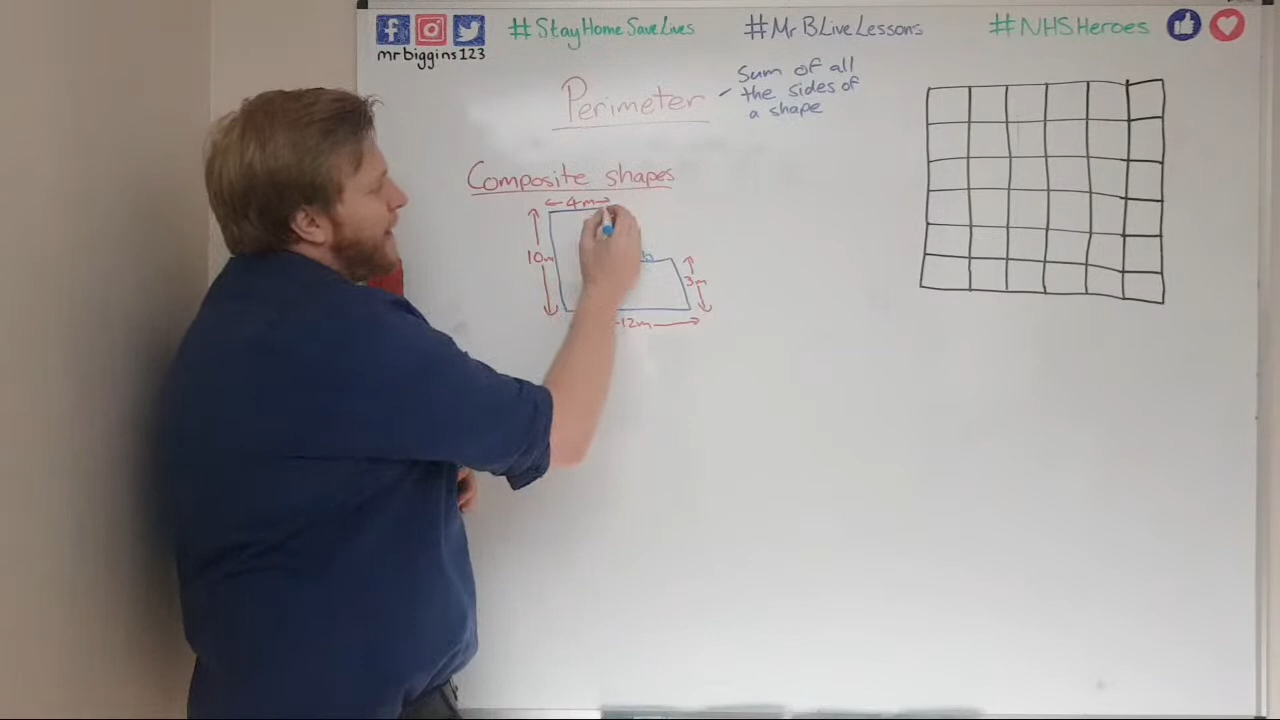 #StayHomeSaveLives
#MrBLiveLessons
#NHSHeroes
mrbiggins123
Perimeter
Sum of all
the sides of
a shape
Composite shapes
4m
10m
3m
12m